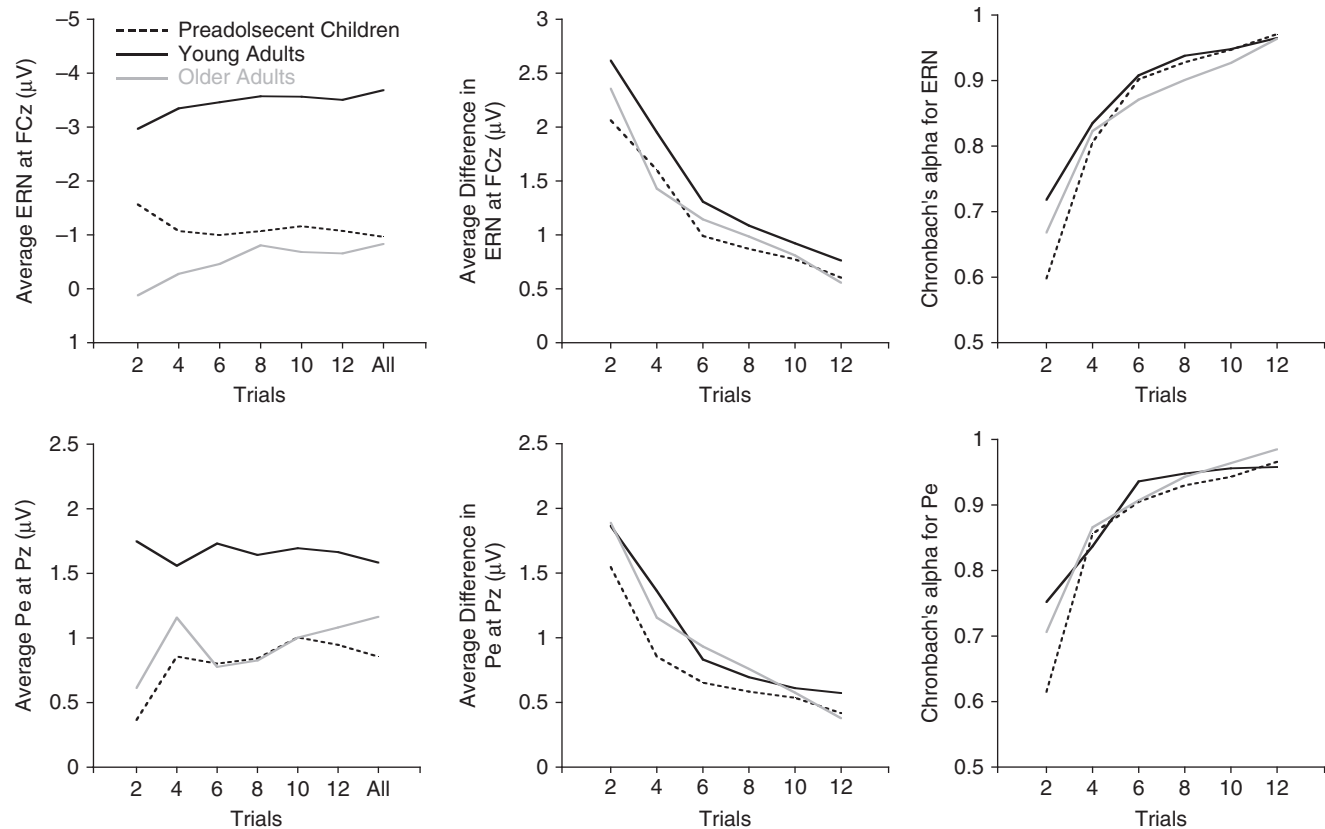 Average ERN at FCz (μV)
–5
–4
–3
–2
–1
0
1
Preadolsecent Children
Young Adults
Older Adults
2 4 6 8 10 12 All
Trials
Average Difference in
ERN at FCz (μV)
3
2.5
2
1.5
1
0.5
0
2 4 6 8 10 12
Trials
Chronbach's alpha for ERN
1
0.9
0.8
0.7
0.6
0.5
2 4 6 8 10 12
Trials
Average Pe at Pz (μV)
2.5
2
1.5
1
0.5
0
2 4 6 8 10 12 All
Trials
Average Difference in
Pe at Pz (μV)
2.5
2
1.5
1
0.5
0
2 4 6 8 10 12
Trials
Chronbach's alpha for Pe
1
0.9
0.8
0.7
0.6
0.5
2 4 6 8 10 12
Trials